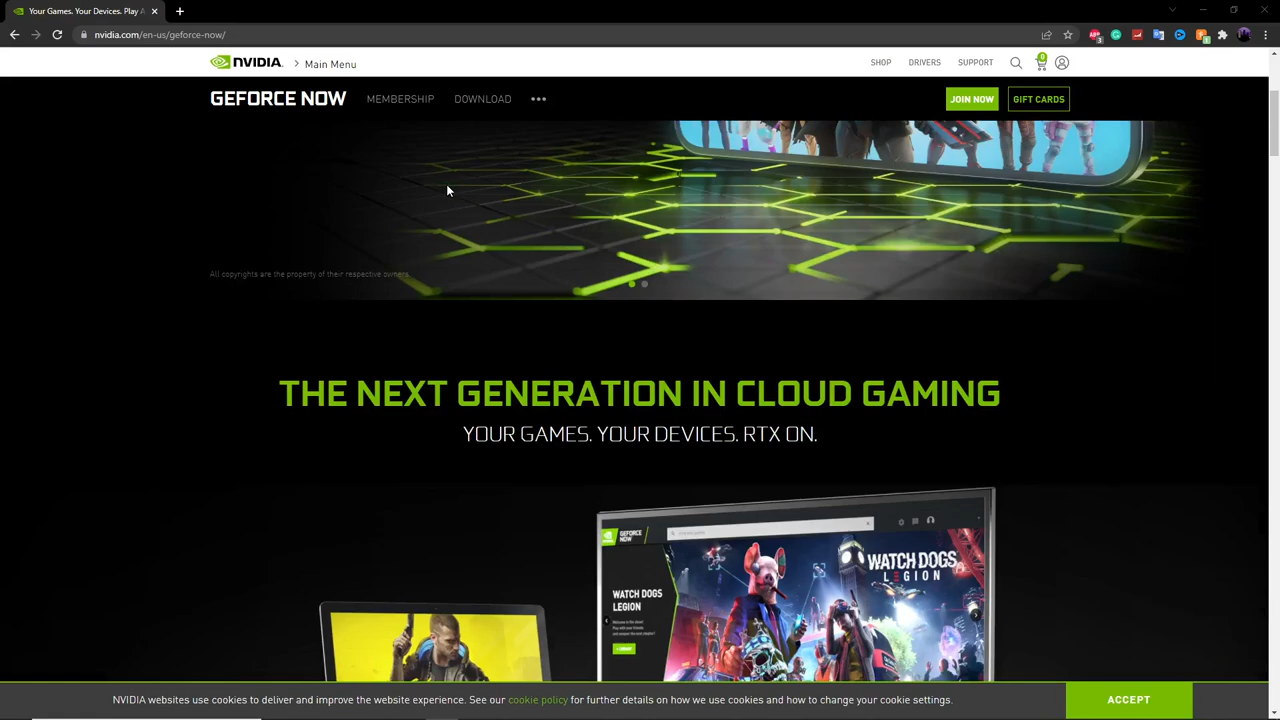 Your Games. Your Devices. Play A
nvidia.com/en-us/geforce-now/
NVIDIA. Main Menu
SHOP DRIVERS SUPPORT 0
GEFORCE NOW MEMBERSHIP DOWNLOAD JOIN NOW GIFT CARDS
All copyrights are the property of their respective owners.
THE NEXT GENERATION IN CLOUD GAMING
YOUR GAMES. YOUR DEVICES. RTX ON.
GEFORCE
NOW
WATCH DOGS
LEGION
WATCH DOGS
LEGION
NVIDIA websites use cookies to deliver and improve the website experience. See our cookie policy for further details on how we use cookies and how to change your cookie settings.
ACCEPT